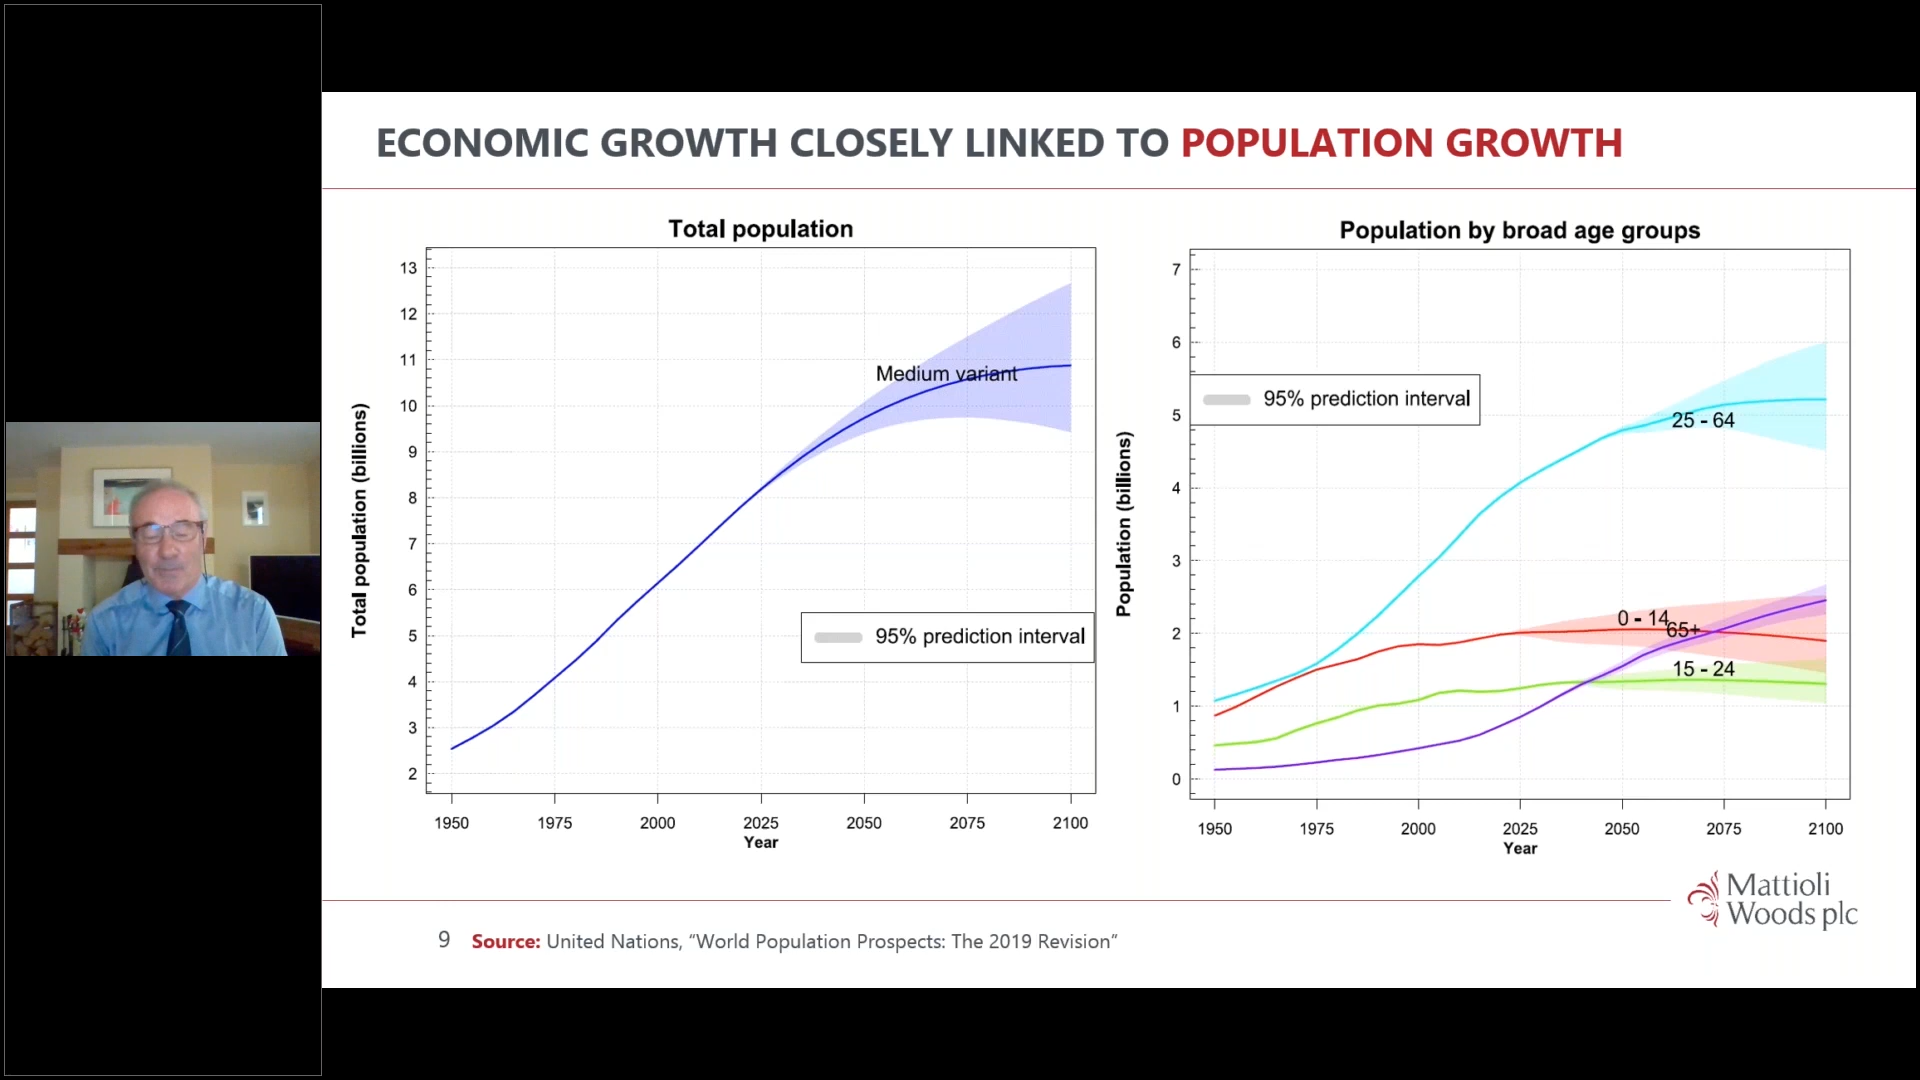 ECONOMIC GROWTH CLOSELY LINKED TO POPULATION GROWTH
Total population
13
12
11
10
9
8
7
6
5
4
3
2
Total population (billions)
Medium variant
95% prediction interval
1950 1975 2000 2025 2050 2075 2100
Year
Population by broad age groups
7
6
5
4
3
2
1
0
Population (billions)
95% prediction interval
25 - 64
0 - 14
65+
15 - 24
1950 1975 2000 2025 2050 2075 2100
Year
Mattioli
Woods plc
9 Source: United Nations, “World Population Prospects: The 2019 Revision”